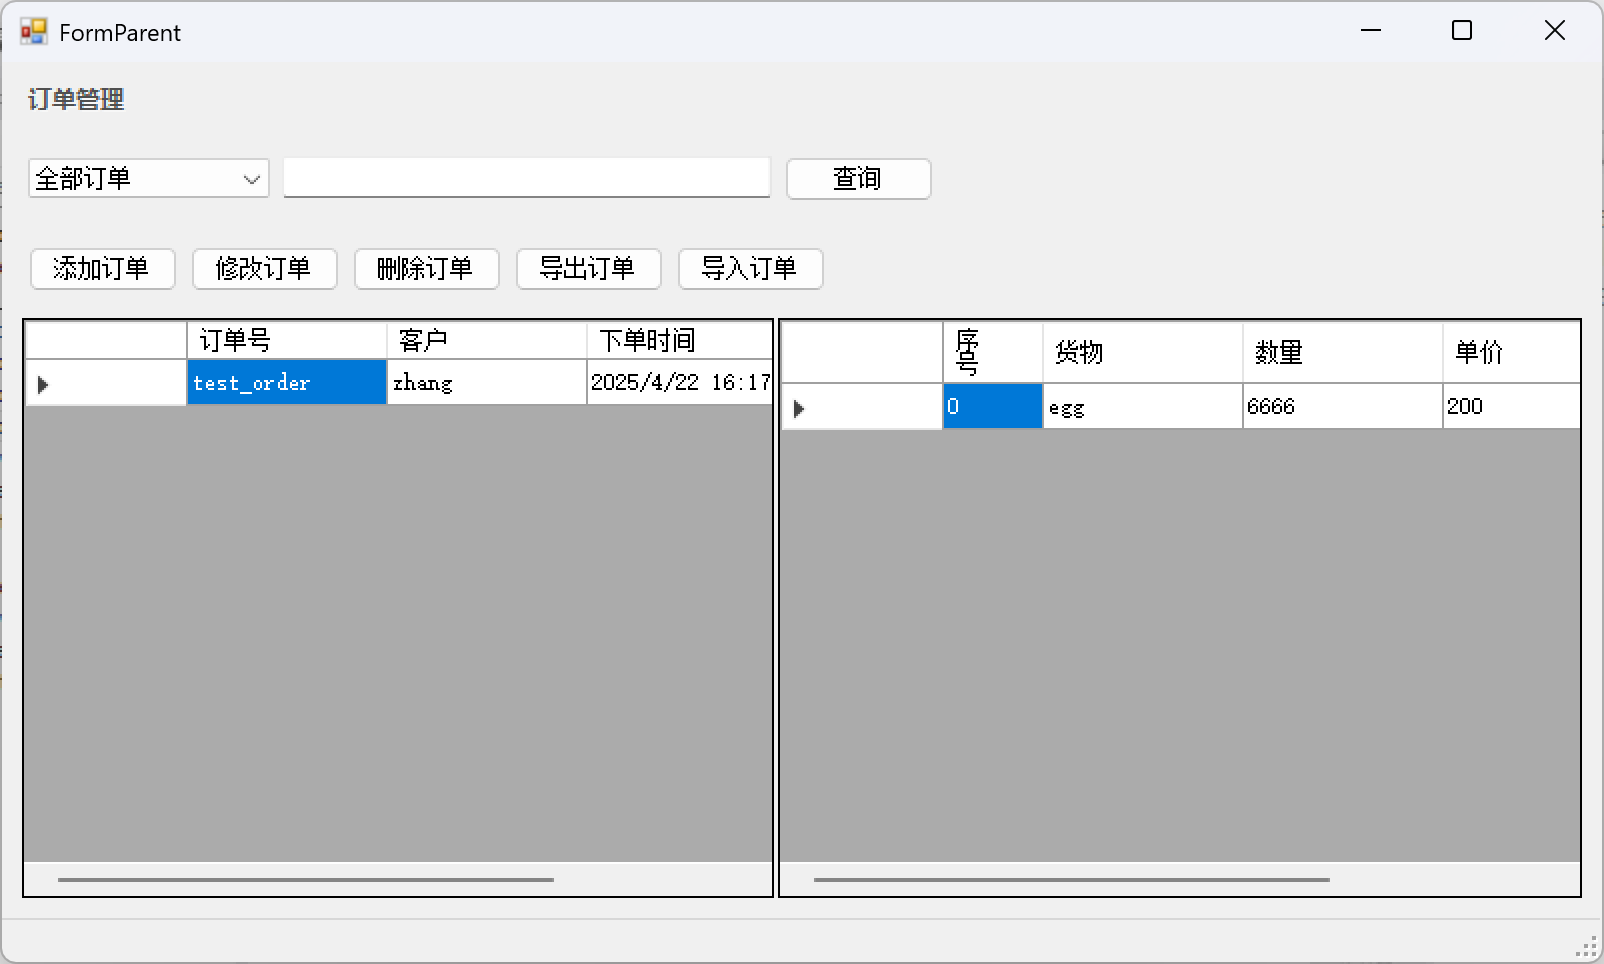 FormParent
订单管理
全部订单 查询
添加订单 修改订单 删除订单 导出订单 导入订单
订单号 客户 下单时间
test_order zhang 2025/4/22 16:17
序号 货物 数量 单价
0 egg 6666 200